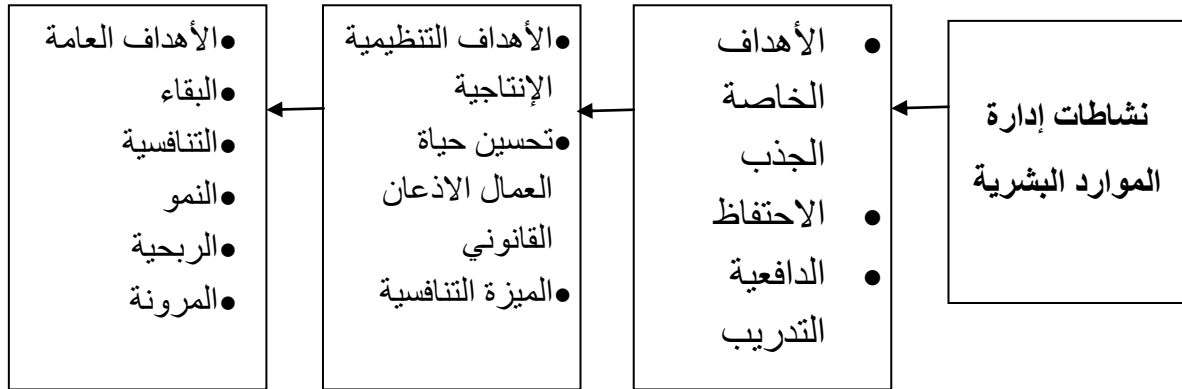 نشاطات إدارة
الموارد البشرية
● الأهداف
الخاصة
الجذب
● الاحتفاظ
● الدافعية
التدريب
●الأهداف التنظيمية
الإنتاجية
●تحسين حياة
العمال الاذعان
القانوني
●الميزة التنافسية
●الأهداف العامة
●البقاء
●التنافسية
●النمو
●الربحية
●المرونة